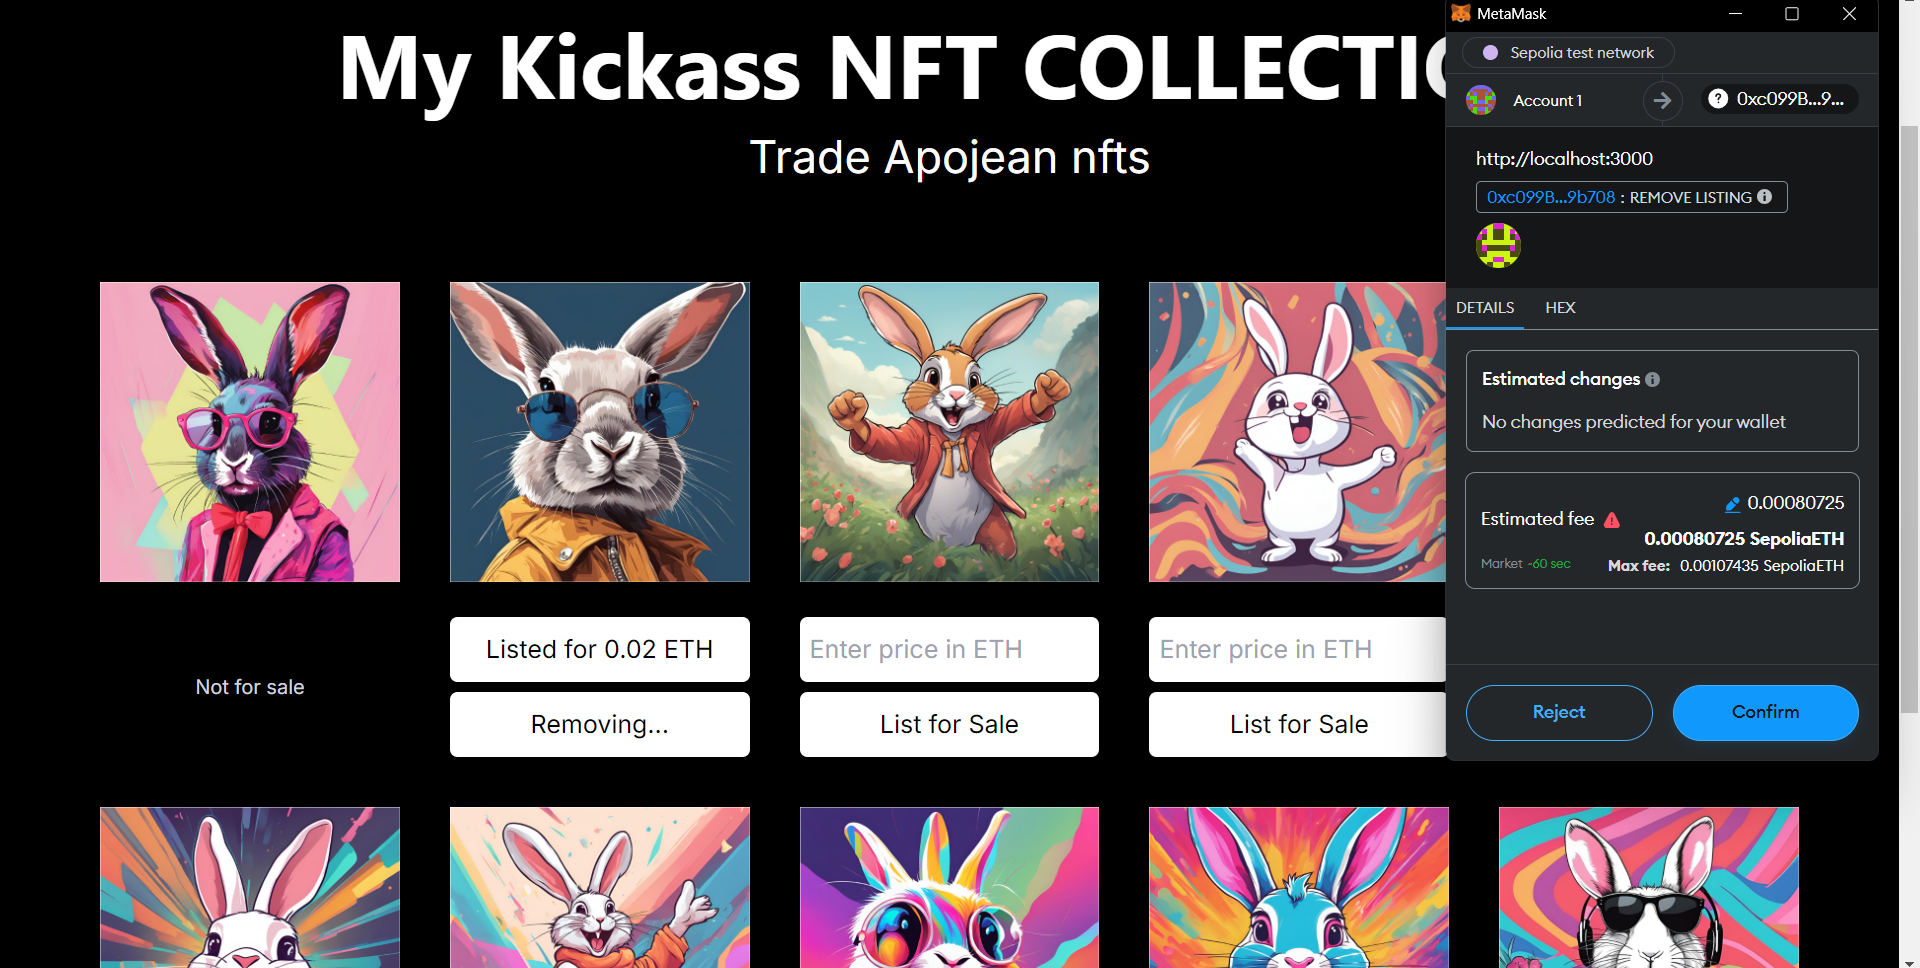 My Kickass NFT COLLECTIO
Trade Apojean nfts
Not for sale
Listed for 0.02 ETH
Removing...
Enter price in ETH
List for Sale
Enter price in ETH
List for Sale
MetaMask
Sepolia test network
Account 1
0xc099B...9...
http://localhost:3000
0xc099B...9b708 : REMOVE LISTING
DETAILS
HEX
Estimated changes
No changes predicted for your wallet
Estimated fee
0.00080725
0.00080725 SepoliaETH
Market ~60 sec
Max fee: 0.00107435 SepoliaETH
Reject
Confirm